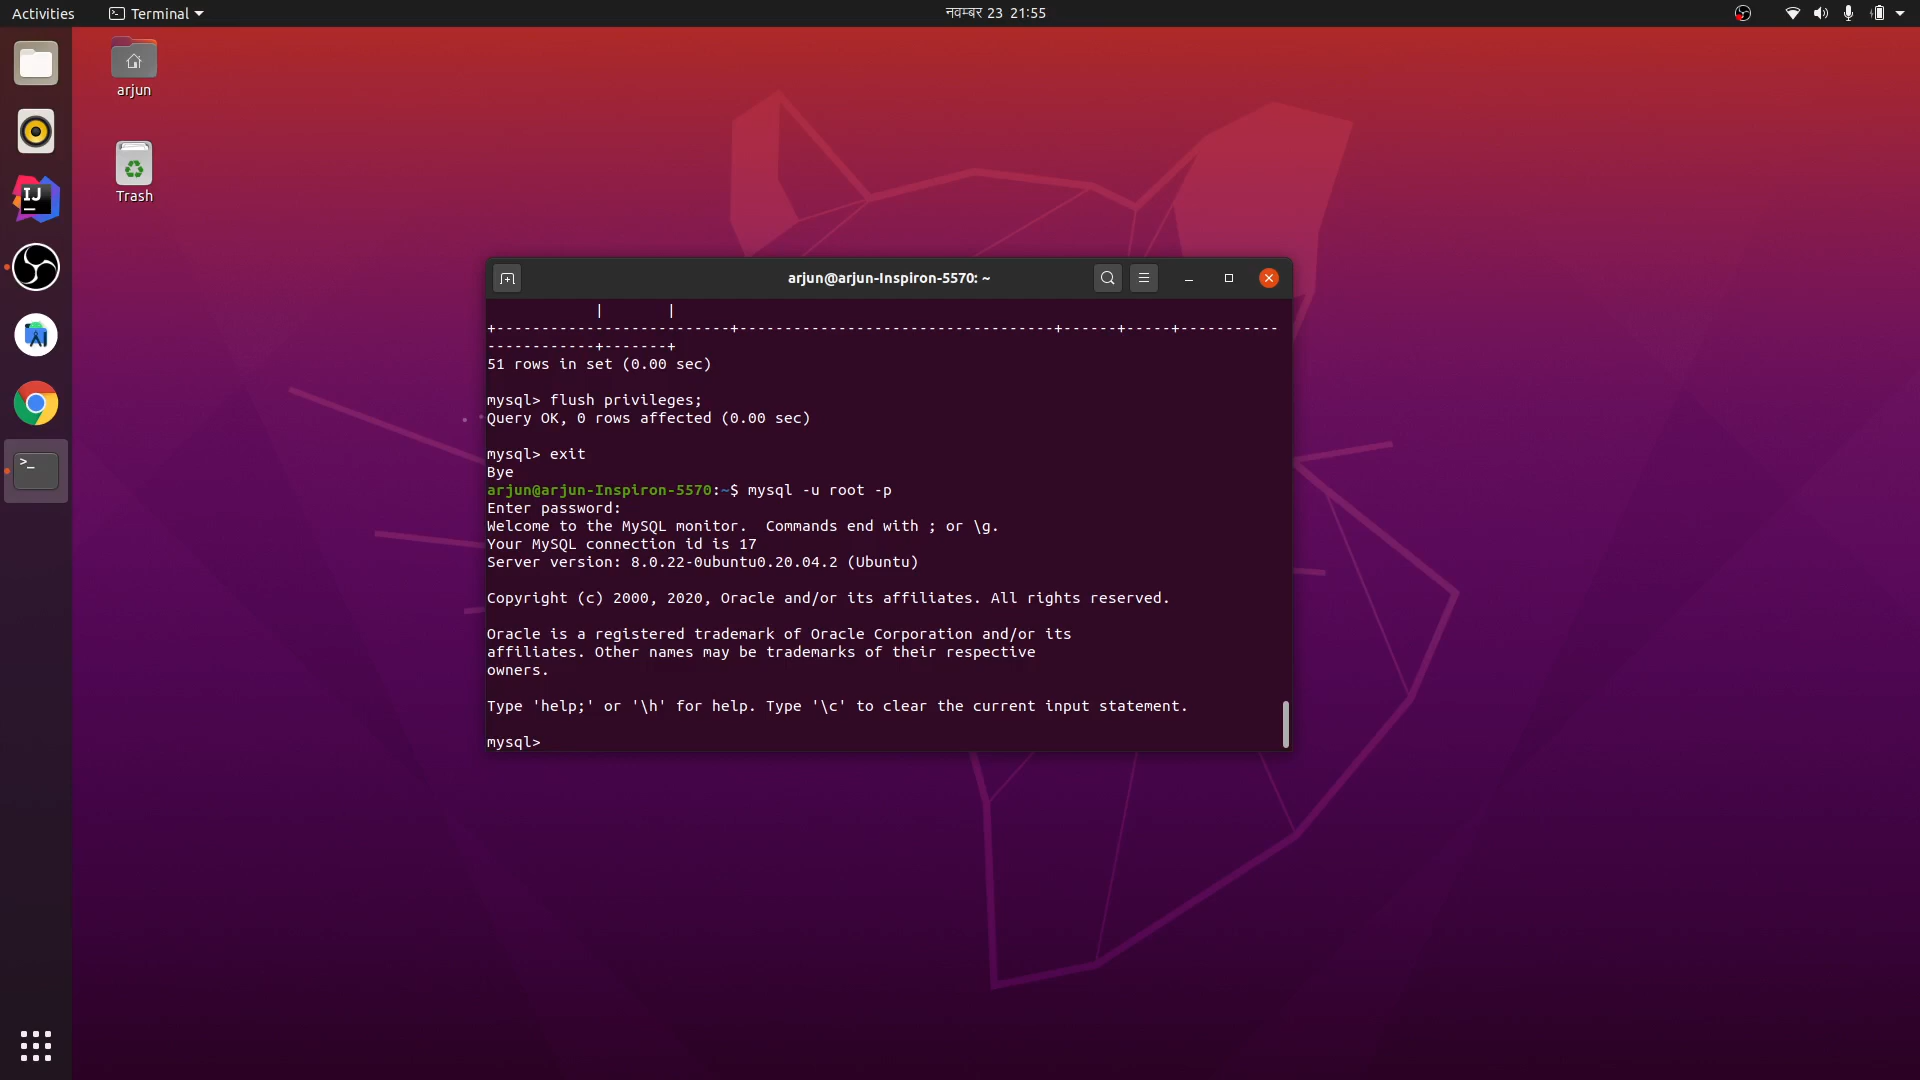 Activities
Terminal
नवम्बर 23 21:55
arjun
Trash
IJ
arjun@arjun-Inspiron-5570: ~
| |
+--------------------------+-----------------------------------+------+-----+-----------
------------+-------+
51 rows in set (0.00 sec)
mysql> flush privileges;
Query OK, 0 rows affected (0.00 sec)
mysql> exit
Bye
arjun@arjun-Inspiron-5570:~$ mysql -u root -p
Enter password:
Welcome to the MySQL monitor.  Commands end with ; or \g.
Your MySQL connection id is 17
Server version: 8.0.22-0ubuntu0.20.04.2 (Ubuntu)
Copyright (c) 2000, 2020, Oracle and/or its affiliates. All rights reserved.
Oracle is a registered trademark of Oracle Corporation and/or its
affiliates. Other names may be trademarks of their respective
owners.
Type 'help;' or '\h' for help. Type '\c' to clear the current input statement.
mysql>